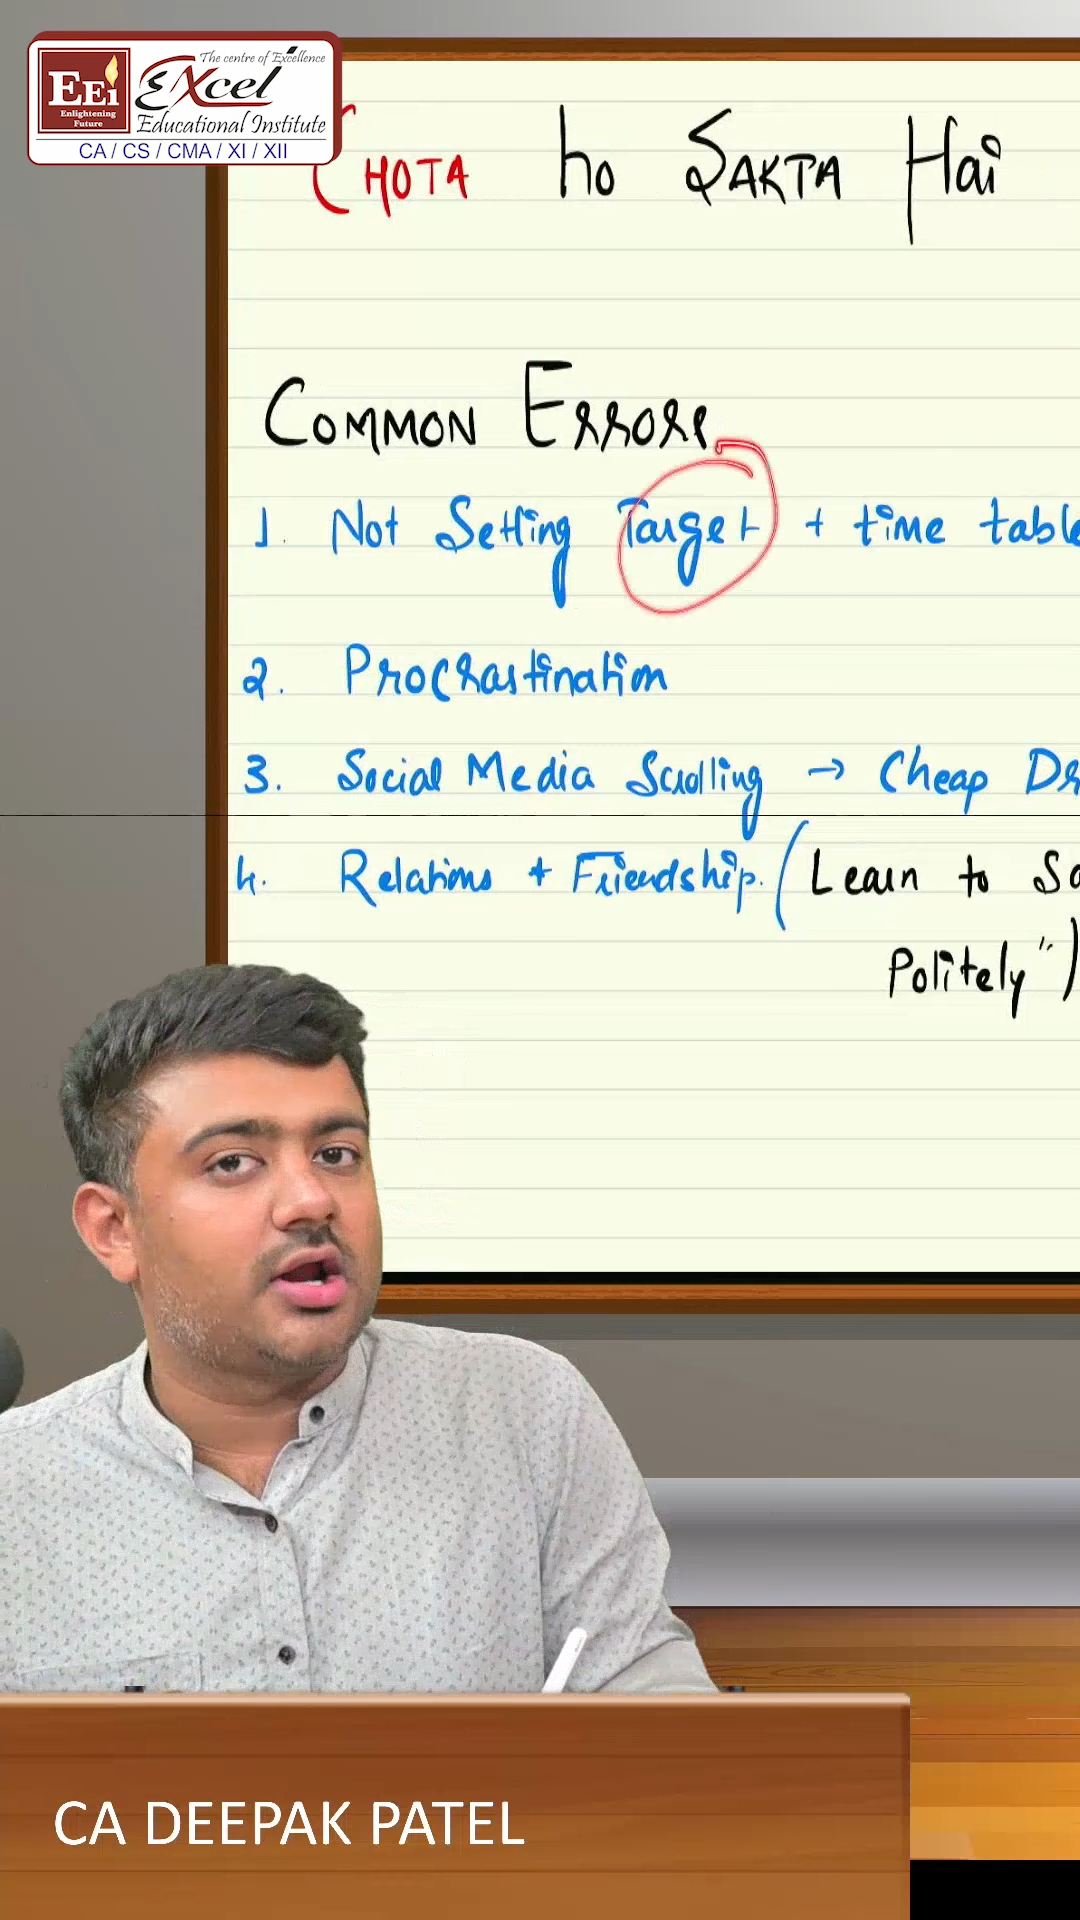 The centre of Excellence
EEi Excel
Enlightening
Future
Educational Institute
CA / CS / CMA / XI / XII
CHOTA ho SAKTA Hai
COMMON ERRORS
1. Not Setting Target + time table
2. Procrastination
3. Social Media Scrolling → Cheap
4. Relations + Friendship. (Learn to
Politely")
CA DEEPAK PATEL